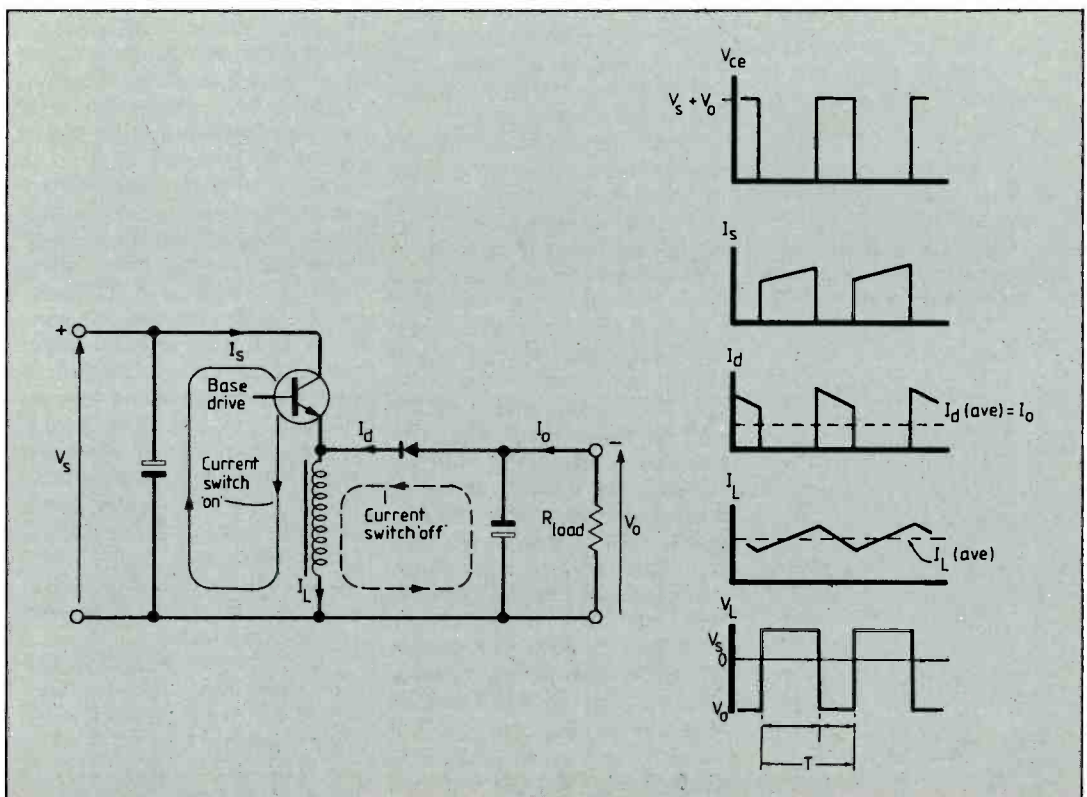 V_ce
V_s + V_o
I_s
I_d
I_d (ave) = I_o
I_L
I_L (ave)
V_L
V_s
0
V_o
T
+
I_s
Base
drive
V_s
Current
switch
'on'
I_d
I_o
−
Current
switch 'off'
R_load
V_o
I_L